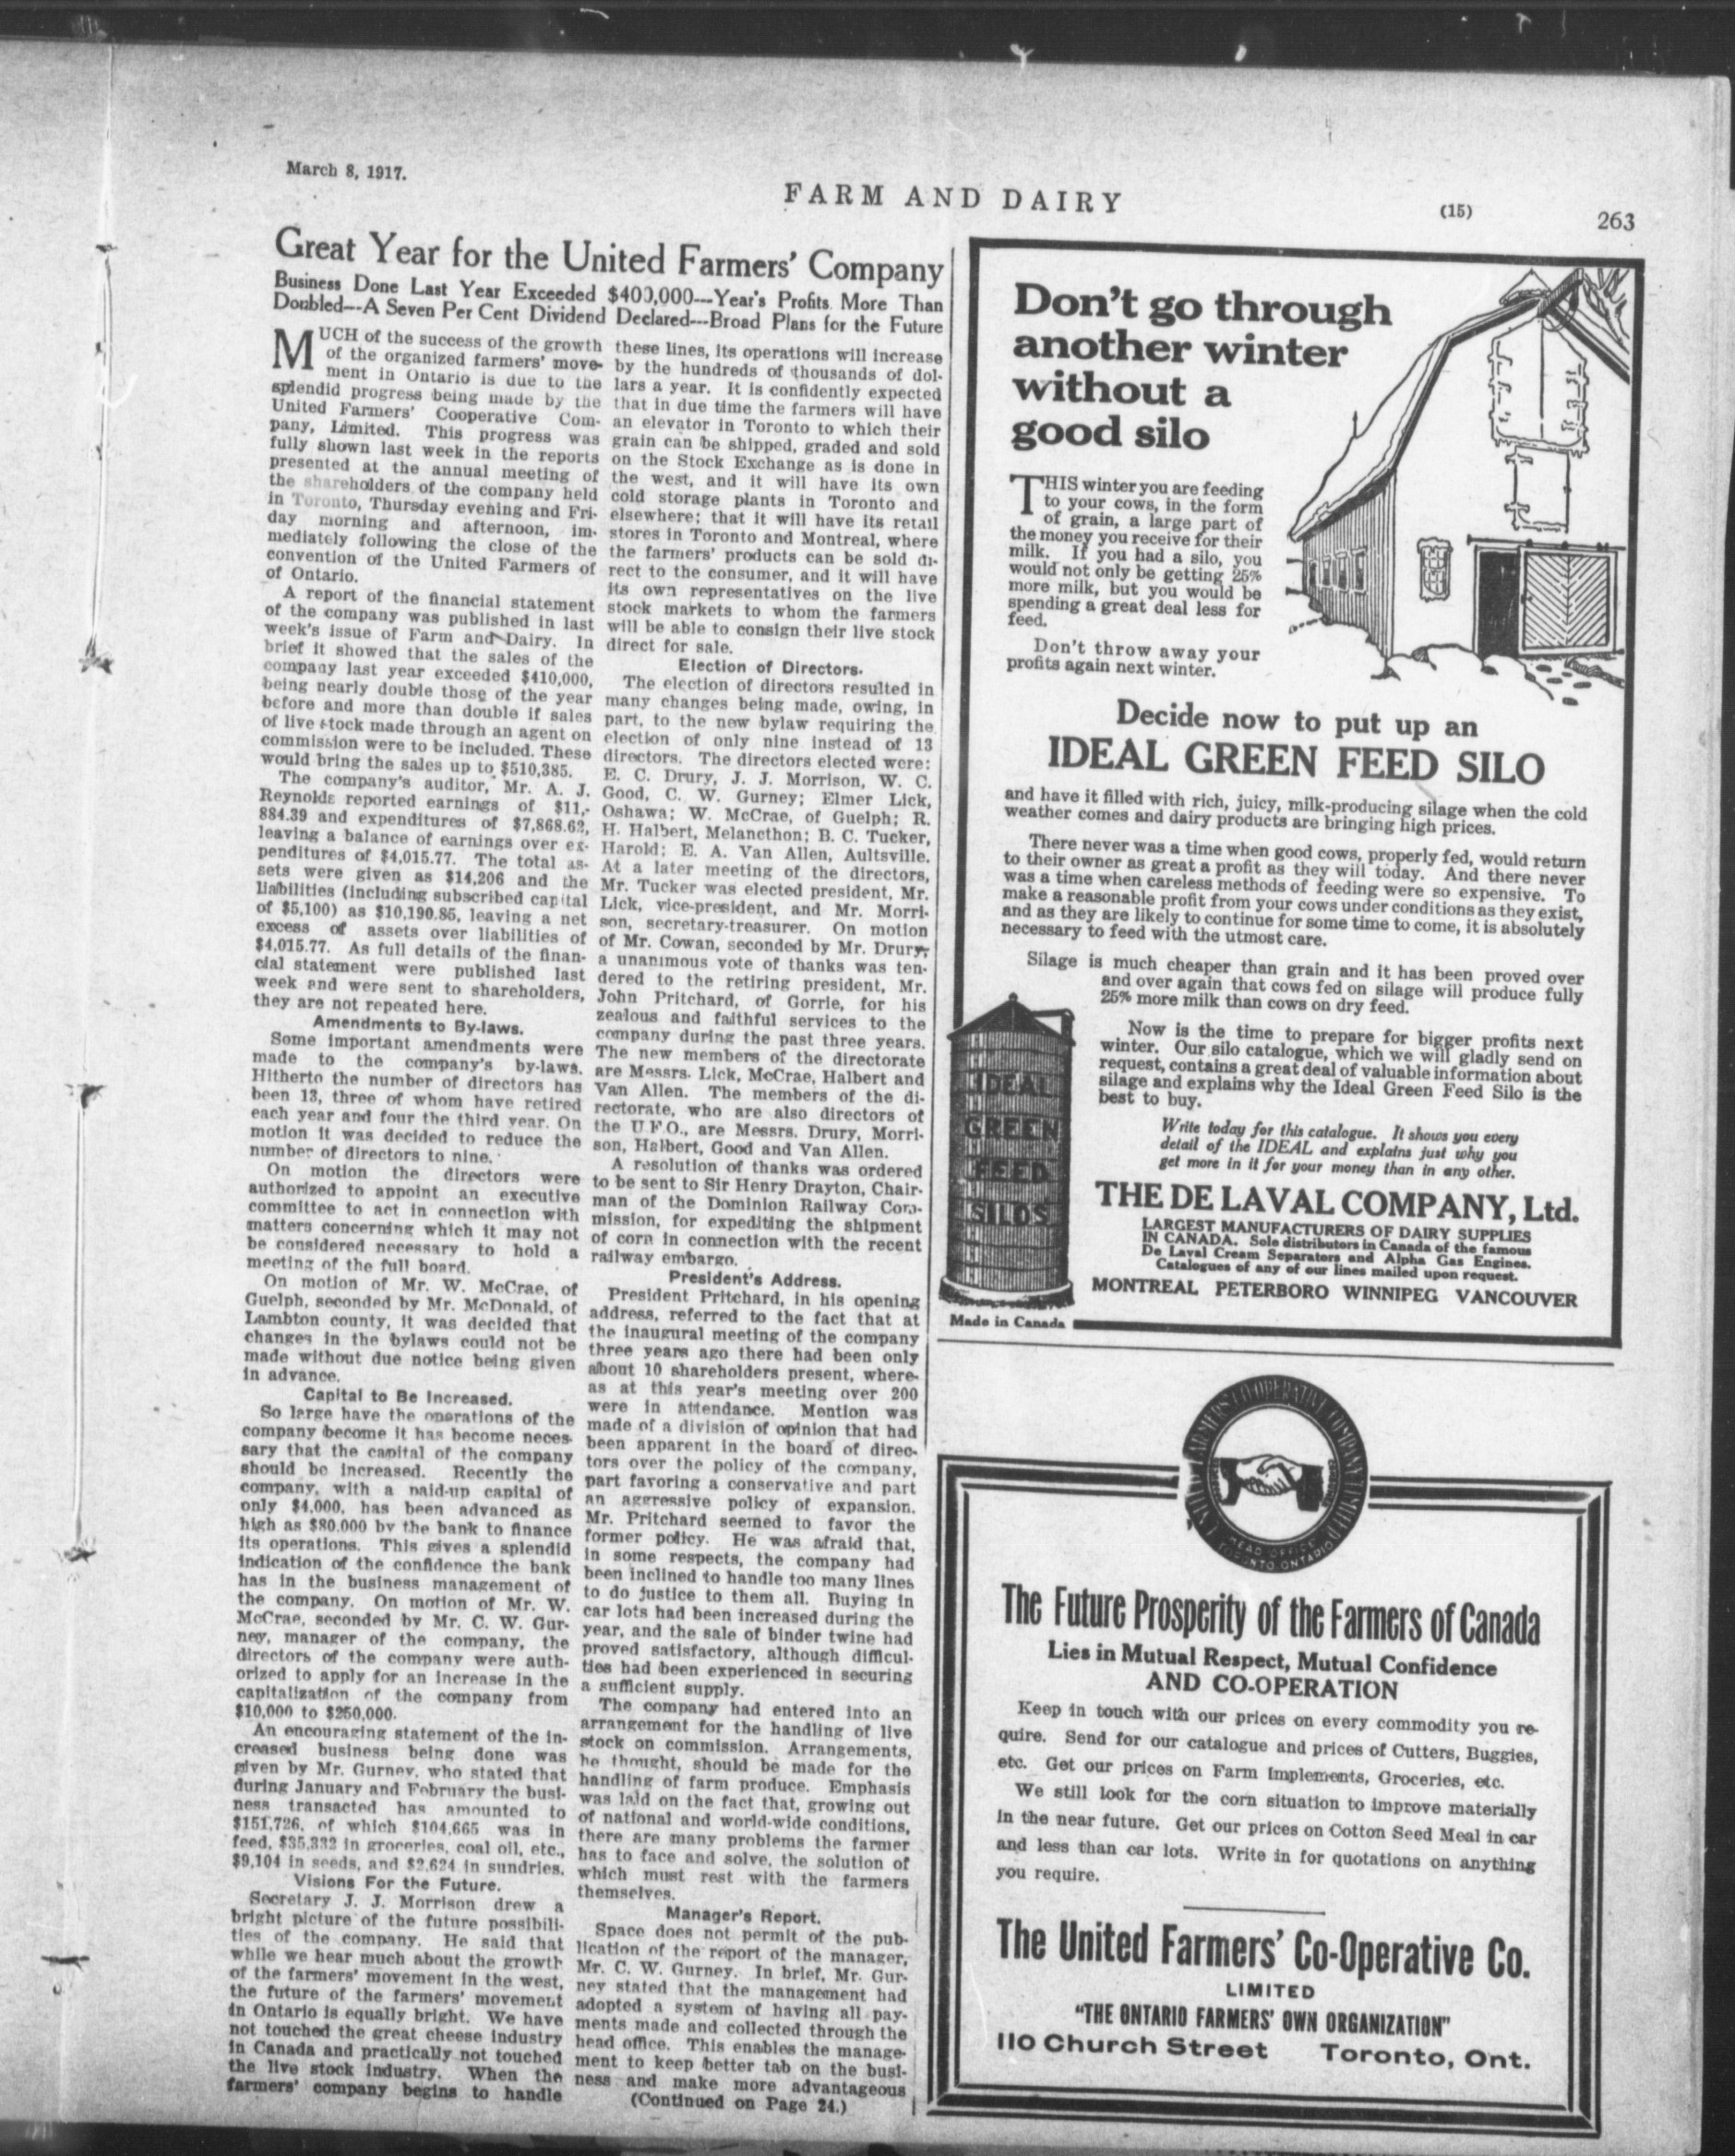 March 8, 1917.
FARM AND DAIRY
(15)
263
Great Year for the United Farmers' Company
Business Done Last Year Exceeded $400,000---Year's Profits More Than
Doubled---A Seven Per Cent Dividend Declared---Broad Plans for the Future
MUCH of the success of the growth
of the organized farmers' move-
ment in Ontario is due to the
splendid progress being made by the
United Farmers' Cooperative Com-
pany, Limited. This progress was
fully shown last week in the reports
presented at the annual meeting of
the shareholders of the company held
in Toronto, Thursday evening and Fri-
day morning and afternoon, im-
mediately following the close of the
convention of the United Farmers of
of Ontario.
A report of the financial statement
of the company was published in last
week's issue of Farm and Dairy. In
brief it showed that the sales of the
company last year exceeded $410,000,
being nearly double those of the year
before and more than double if sales
of live stock made through an agent on
commission were to be included. These
would bring the sales up to $510,385.
The company's auditor, Mr. A. J.
Reynolds reported earnings of $11,-
884.39 and expenditures of $7,868.62,
leaving a balance of earnings over ex-
penditures of $4,015.77. The total as-
sets were given as $14,206 and the
liabilities (including subscribed capital
of $5,100) as $10,190.85, leaving a net
excess of assets over liabilities of
$4,015.77. As full details of the finan-
cial statement were published last
week and were sent to shareholders,
they are not repeated here.
Amendments to By-laws.
Some important amendments were
made to the company's by-laws.
Hitherto the number of directors has
been 13, three of whom have retired
each year and four the third year. On
motion it was decided to reduce the
number of directors to nine.
On motion the directors were
authorized to appoint an executive
committee to act in connection with
matters concerning which it may not
be considered necessary to hold a
meeting of the full board.
On motion of Mr. W. McCrae, of
Guelph, seconded by Mr. McDonald, of
Lambton county, it was decided that
changes in the bylaws could not be
made without due notice being given
in advance.
Capital to Be Increased.
So large have the operations of the
company become it has become neces-
sary that the capital of the company
should be increased. Recently the
company, with a paid-up capital of
only $4,000, has been advanced as
high as $80,000 by the bank to finance
its operations. This gives a splendid
indication of the confidence the bank
has in the business management of
the company. On motion of Mr. W.
McCrae, seconded by Mr. C. W. Gur-
ney, manager of the company, the
directors of the company were auth-
orized to apply for an increase in the
capitalization of the company from
$10,000 to $250,000.
An encouraging statement of the in-
creased business being done was
given by Mr. Gurney, who stated that
during January and February the busi-
ness transacted has amounted to
$151,726, of which $104,665 was in
feed, $35,332 in groceries, coal oil, etc.,
$9,104 in seeds, and $2,624 in sundries.
Visions For the Future.
Secretary J. J. Morrison drew a
bright picture of the future possibili-
ties of the company. He said that
while we hear much about the growth
of the farmers' movement in the west,
the future of the farmers' movement
in Ontario is equally bright. We have
not touched the great cheese industry
in Canada and practically not touched
the live stock industry. When the
farmers' company begins to handle
these lines, its operations will increase
by the hundreds of thousands of dol-
lars a year. It is confidently expected
that in due time the farmers will have
an elevator in Toronto to which their
grain can be shipped, graded and sold
on the Stock Exchange as is done in
the west, and it will have its own
cold storage plants in Toronto and
elsewhere; that it will have its retail
stores in Toronto and Montreal, where
the farmers' products can be sold di-
rect to the consumer, and it will have
its own representatives on the live
stock markets to whom the farmers
will be able to consign their live stock
direct for sale.
Election of Directors.
The election of directors resulted in
many changes being made, owing, in
part, to the new bylaw requiring the
election of only nine instead of 13
directors. The directors elected were:
E. C. Drury, J. J. Morrison, W. C.
Good, C. W. Gurney; Elmer Lick,
Oshawa; W. McCrae, of Guelph; R.
H. Halbert, Melancthon; B. C. Tucker,
Harold; E. A. Van Allen, Aultsville.
At a later meeting of the directors,
Mr. Tucker was elected president, Mr.
Lick, vice-president, and Mr. Morri-
son, secretary-treasurer. On motion
of Mr. Cowan, seconded by Mr. Drury,
a unanimous vote of thanks was ten-
dered to the retiring president, Mr.
John Pritchard, of Gorrie, for his
zealous and faithful services to the
company during the past three years.
The new members of the directorate
are Messrs. Lick, McCrae, Halbert and
Van Allen. The members of the di-
rectorate, who are also directors of
the U.F.O., are Messrs. Drury, Morri-
son, Halbert, Good and Van Allen.
A resolution of thanks was ordered
to be sent to Sir Henry Drayton, Chair-
man of the Dominion Railway Com-
mission, for expediting the shipment
of corn in connection with the recent
railway embargo.
President's Address.
President Pritchard, in his opening
address, referred to the fact that at
the inaugural meeting of the company
three years ago there had been only
about 10 shareholders present, where-
as at this year's meeting over 200
were in attendance. Mention was
made of a division of opinion that had
been apparent in the board of direc-
tors over the policy of the company,
part favoring a conservative and part
an aggressive policy of expansion.
Mr. Pritchard seemed to favor the
former policy. He was afraid that,
in some respects, the company had
been inclined to handle too many lines
to do justice to them all. Buying in
car lots had been increased during the
year, and the sale of binder twine had
proved satisfactory, although difficul-
ties had been experienced in securing
a sufficient supply.
The company had entered into an
arrangement for the handling of live
stock on commission. Arrangements,
he thought, should be made for the
handling of farm produce. Emphasis
was laid on the fact that, growing out
of national and world-wide conditions,
there are many problems the farmer
has to face and solve, the solution of
which must rest with the farmers
themselves.
Manager's Report.
Space does not permit of the pub-
lication of the report of the manager,
Mr. C. W. Gurney. In brief, Mr. Gur-
ney stated that the management had
adopted a system of having all pay-
ments made and collected through the
head office. This enables the manage-
ment to keep better tab on the busi-
ness and make more advantageous
(Continued on Page 24.)
Don't go through
another winter
without a
good silo
THIS winter you are feeding
to your cows, in the form
of grain, a large part of
the money you receive for their
milk. If you had a silo, you
would not only be getting 25%
more milk, but you would be
spending a great deal less for
feed.
Don't throw away your
profits again next winter.
Decide now to put up an
IDEAL GREEN FEED SILO
and have it filled with rich, juicy, milk-producing silage when the cold
weather comes and dairy products are bringing high prices.
There never was a time when good cows, properly fed, would return
to their owner as great a profit as they will today. And there never
was a time when careless methods of feeding were so expensive. To
make a reasonable profit from your cows under conditions as they exist,
and as they are likely to continue for some time to come, it is absolutely
necessary to feed with the utmost care.
Silage is much cheaper than grain and it has been proved over
and over again that cows fed on silage will produce fully
25% more milk than cows on dry feed.
Now is the time to prepare for bigger profits next
winter. Our silo catalogue, which we will gladly send on
request, contains a great deal of valuable information about
silage and explains why the Ideal Green Feed Silo is the
best to buy.
Write today for this catalogue. It shows you every
detail of the IDEAL and explains just why you
get more in it for your money than in any other.
THE DE LAVAL COMPANY, Ltd.
LARGEST MANUFACTURERS OF DAIRY SUPPLIES
IN CANADA. Sole distributors in Canada of the famous
De Laval Cream Separators and Alpha Gas Engines.
Catalogues of any of our lines mailed upon request.
MONTREAL PETERBORO WINNIPEG VANCOUVER
IDEAL
GREEN
FEED
SILOS
Made in Canada
UNITED FARMERS CO-OPERATIVE COMPANY LIMITED
HEAD OFFICE
TORONTO ONTARIO
The Future Prosperity of the Farmers of Canada
Lies in Mutual Respect, Mutual Confidence
AND CO-OPERATION
Keep in touch with our prices on every commodity you re-
quire. Send for our catalogue and prices of Cutters, Buggies,
etc. Get our prices on Farm Implements, Groceries, etc.
We still look for the corn situation to improve materially
in the near future. Get our prices on Cotton Seed Meal in car
and less than car lots. Write in for quotations on anything
you require.
The United Farmers' Co-Operative Co.
LIMITED
"THE ONTARIO FARMERS' OWN ORGANIZATION"
110 Church Street Toronto, Ont.